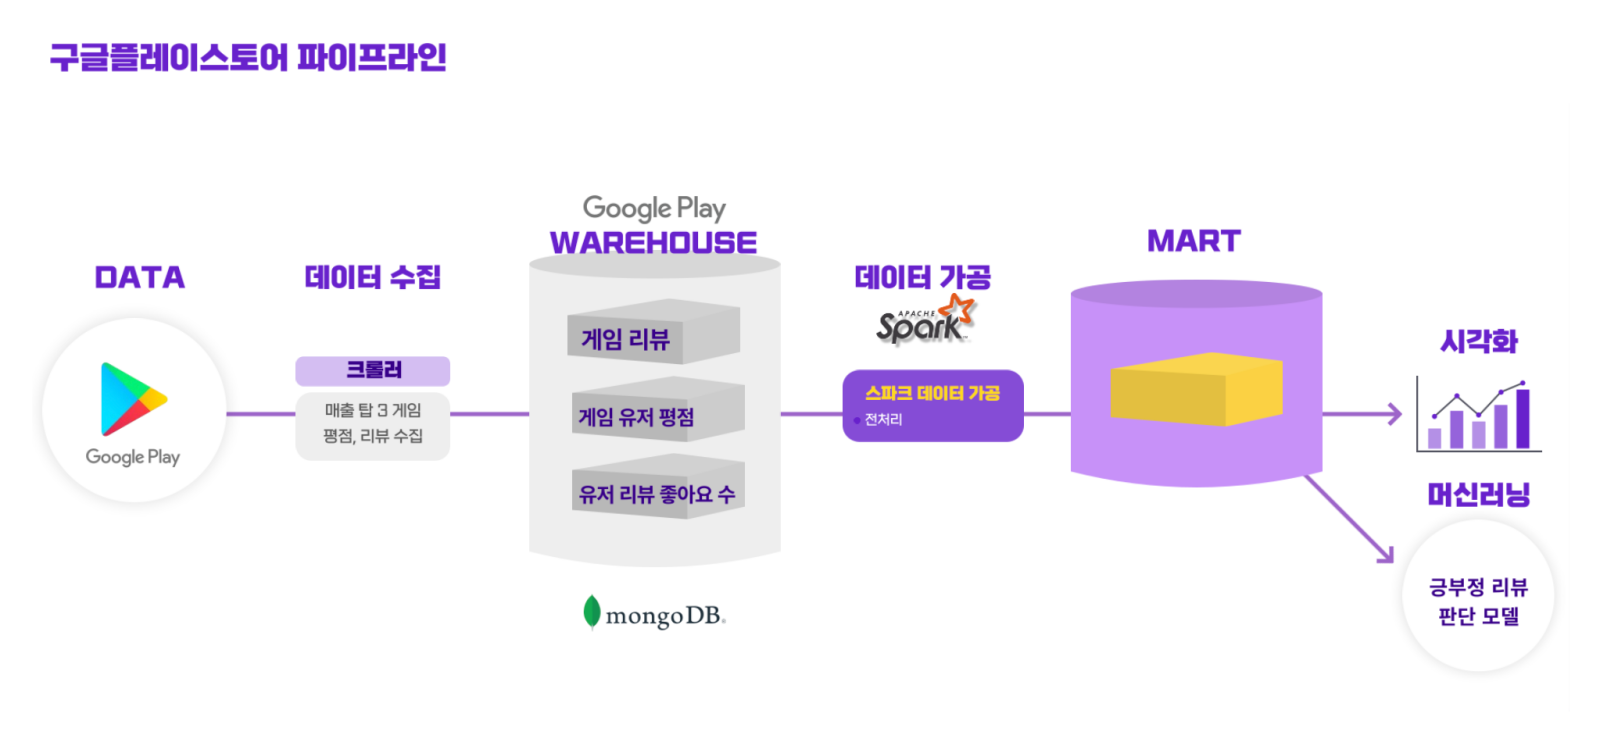 구글플레이스토어 파이프라인
DATA
Google Play
데이터 수집
크롤러
매출 탑 3 게임
평점, 리뷰 수집
Google Play
WAREHOUSE
게임 리뷰
게임 유저 평점
유저 리뷰 좋아요 수
mongoDB.
데이터 가공
APACHE
Spark
스파크 데이터 가공
• 전처리
MART
시각화
머신러닝
긍부정 리뷰
판단 모델